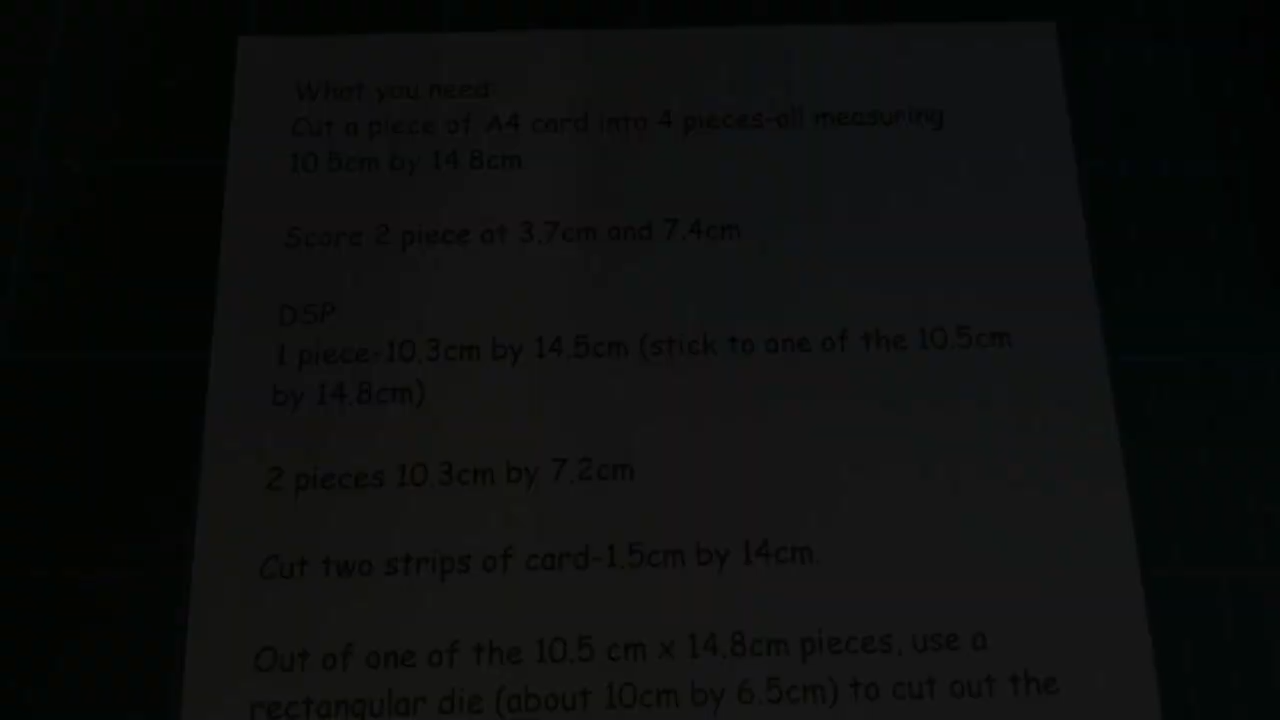 What you need
Cut a piece of A4 card into 4 pieces-all measuring
10.5cm by 14.8cm
Score 2 piece at 3.7cm and 7.4cm
DSP
1 piece-10.3cm by 14.5cm (stick to one of the 10.5cm
by 14.8cm)
2 pieces 10.3cm by 7.2cm
Cut two strips of card-1.5cm by 14cm.
Out of one of the 10.5 cm x 14.8cm pieces, use a
rectangular die (about 10cm by 6.5cm) to cut out the